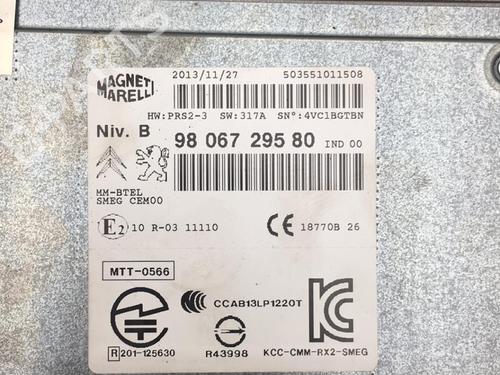 MAGNETI MARELLI
2013/11/27 503551011508
HW:PRS2-3 SW:317A SN°:4VC1BGTBN
Niv. B 98 067 295 80 IND 00
MM-BTEL
SMEG CEM00
E2 10 R-03 11110 CE 18770B 26
MTT-0566
CCAB13LP1220T
R 201-125630 R43998 KCC-CMM-RX2-SMEG